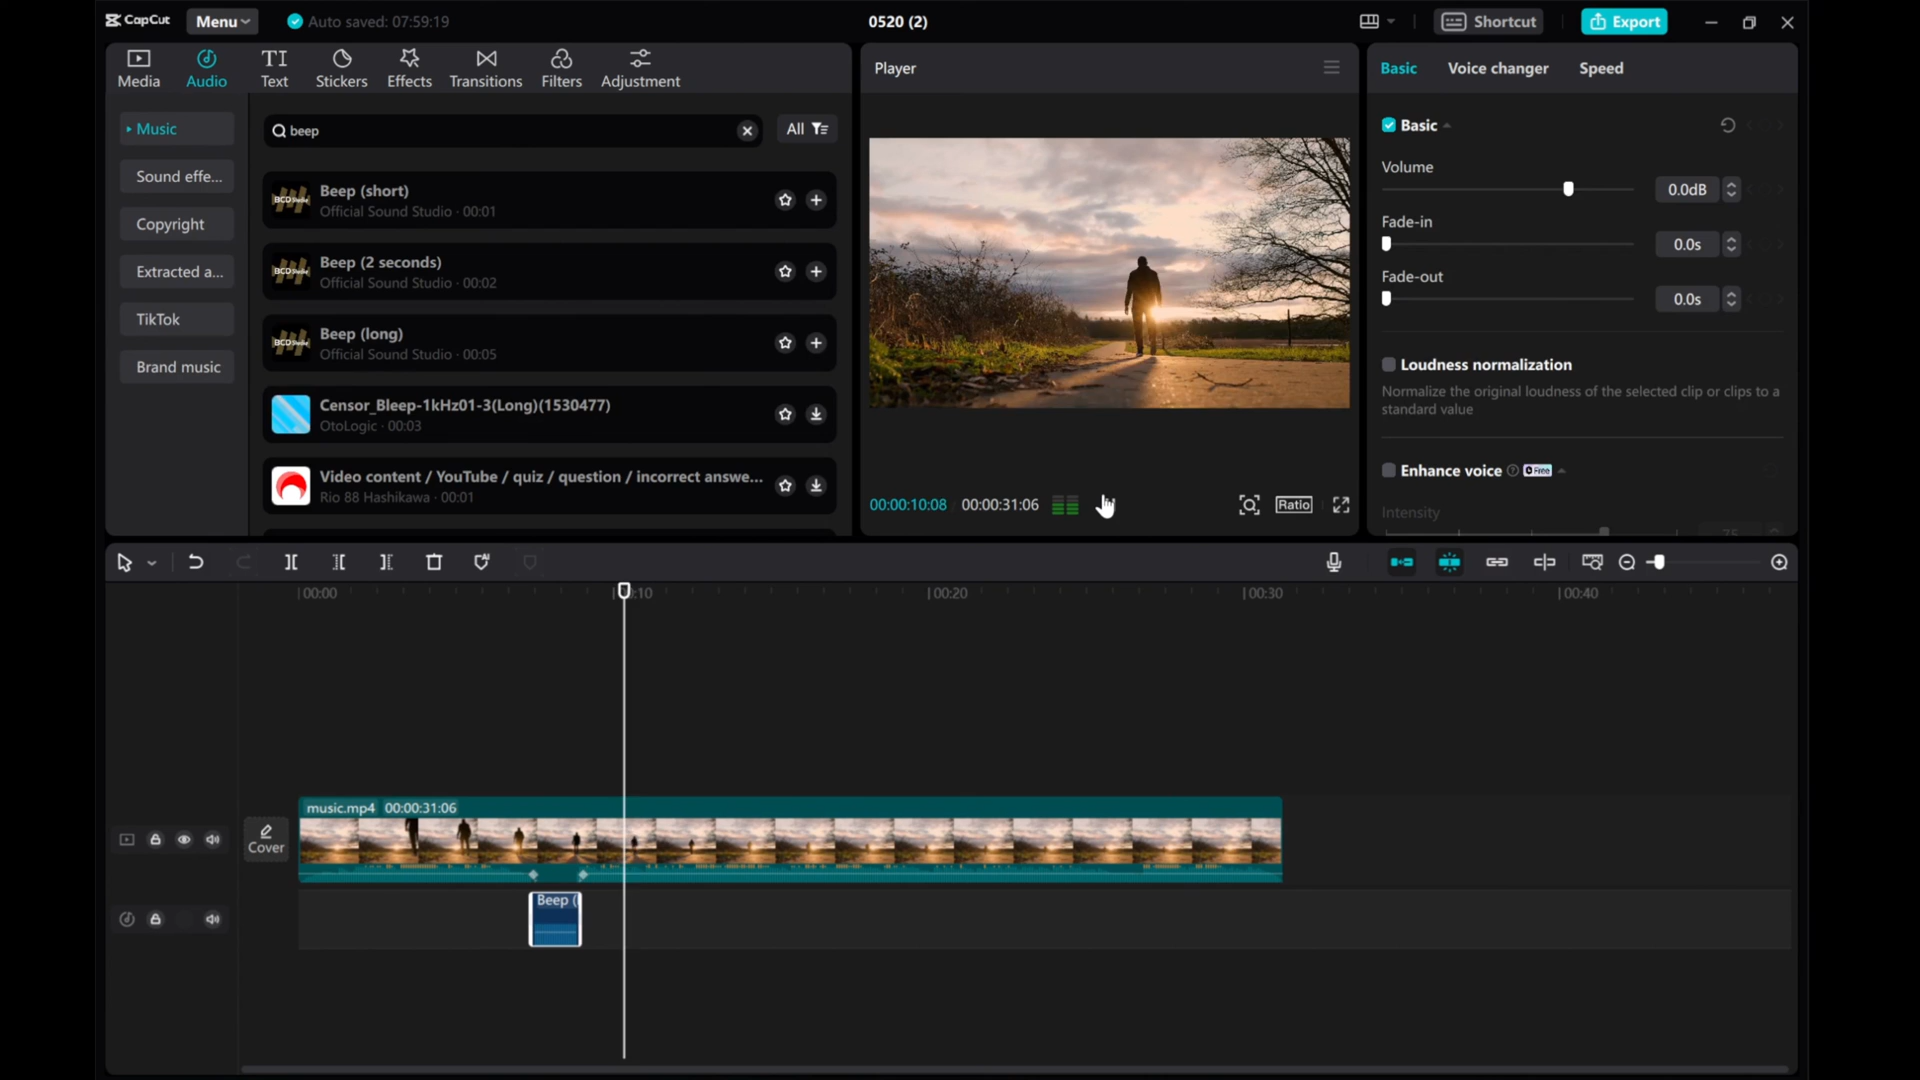 CapCut
Menu
Auto saved: 07:59:19
0520 (2)
Shortcut
Export
Media
Audio
Text
Stickers
Effects
Transitions
Filters
Adjustment
Music
Sound effe...
Copyright
Extracted a...
TikTok
Brand music
beep
All
Beep (short)
Official Sound Studio · 00:01
Beep (2 seconds)
Official Sound Studio · 00:02
Beep (long)
Official Sound Studio · 00:05
Censor_Bleep-1kHz01-3(Long)(1530477)
OtoLogic · 00:03
Video content / YouTube / quiz / question / incorrect answe...
Rio 88 Hashikawa · 00:01
Player
00:00:10:08
00:00:31:06
Ratio
Basic
Voice changer
Speed
Basic
Volume
0.0dB
Fade-in
0.0s
Fade-out
0.0s
Loudness normalization
Normalize the original loudness of the selected clip or clips to a
standard value
Enhance voice
Free
Intensity
00:00
00:20
00:30
00:40
music.mp4 00:00:31:06
Cover
Beep (